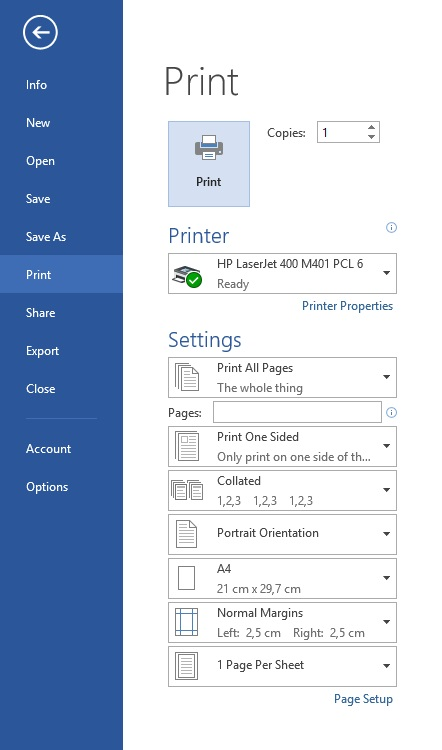 Info
New
Open
Save
Save As
Print
Share
Export
Close
Account
Options
Print
Print
Copies: 1
Printer
HP LaserJet 400 M401 PCL 6
Ready
Printer Properties
Settings
Print All Pages
The whole thing
Pages:
Print One Sided
Only print on one side of th...
Collated
1,2,3 1,2,3 1,2,3
Portrait Orientation
A4
21 cm x 29,7 cm
Normal Margins
Left: 2,5 cm Right: 2,5 cm
1 Page Per Sheet
Page Setup